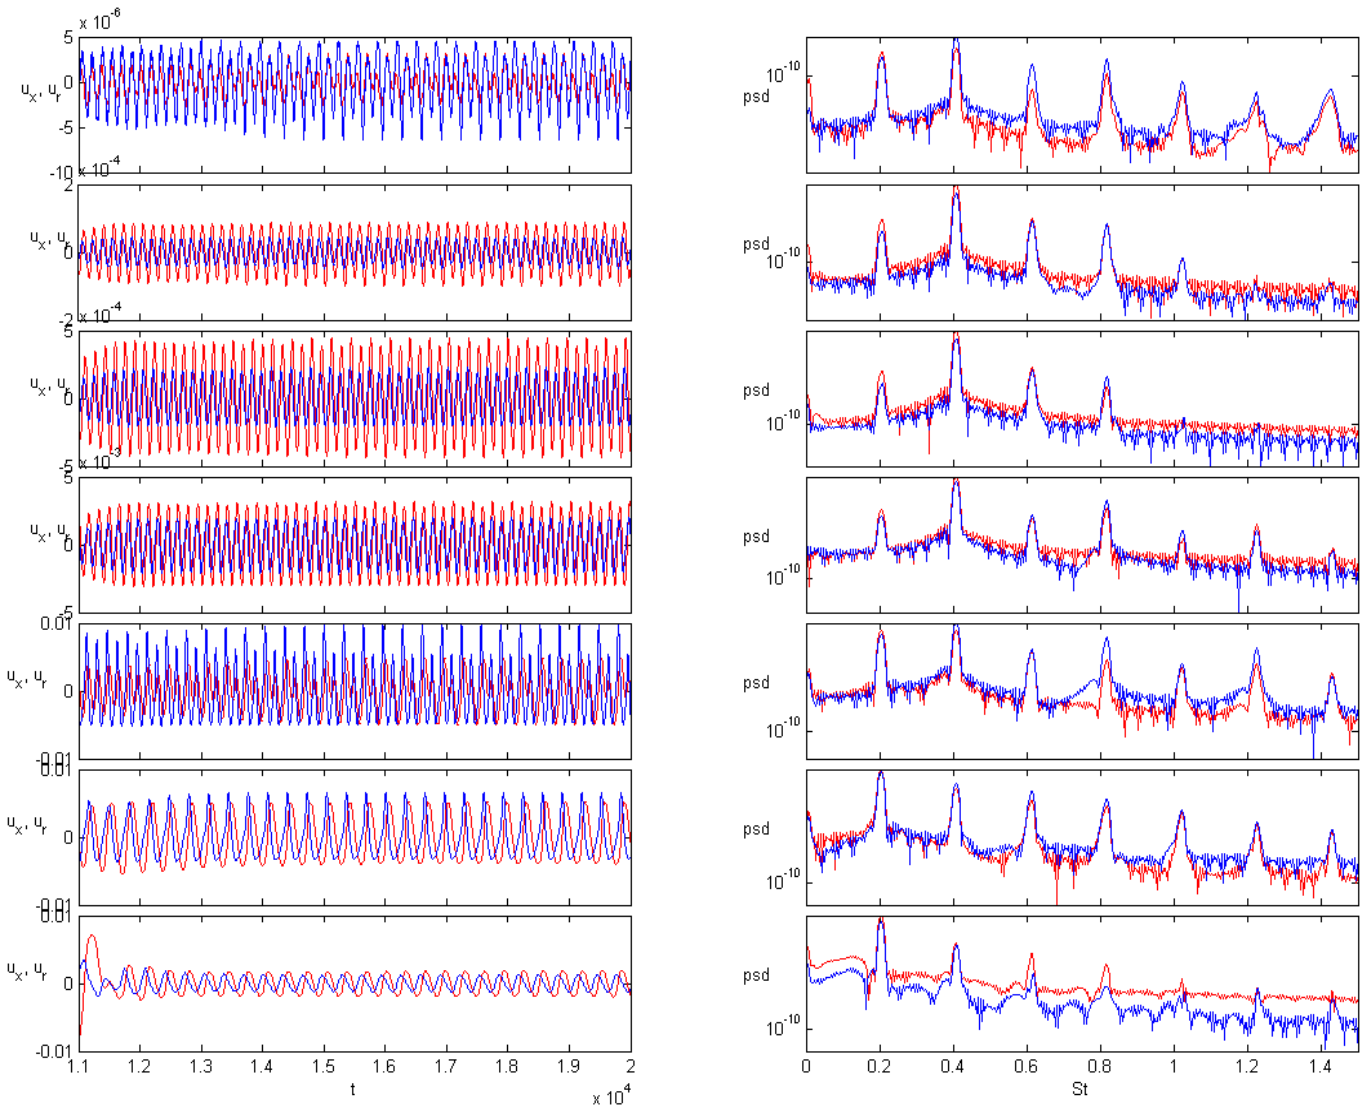 x 10^-6
5
0
-5
-10
u_x, u_r
psd
10^-10
x 10^-4
2
0
-2
u_x, u_r
psd
10^-10
x 10^-4
5
0
-5
u_x, u_r
psd
10^-10
x 10^-3
5
0
-5
u_x, u_r
psd
10^-10
0.01
0
-0.01
u_x, u_r
psd
10^-10
0.01
0
-0.01
u_x, u_r
psd
10^-10
0.01
0
-0.01
u_x, u_r
psd
10^-10
1.1 1.2 1.3 1.4 1.5 1.6 1.7 1.8 1.9 2
t
x 10^4
0 0.2 0.4 0.6 0.8 1 1.2 1.4
St